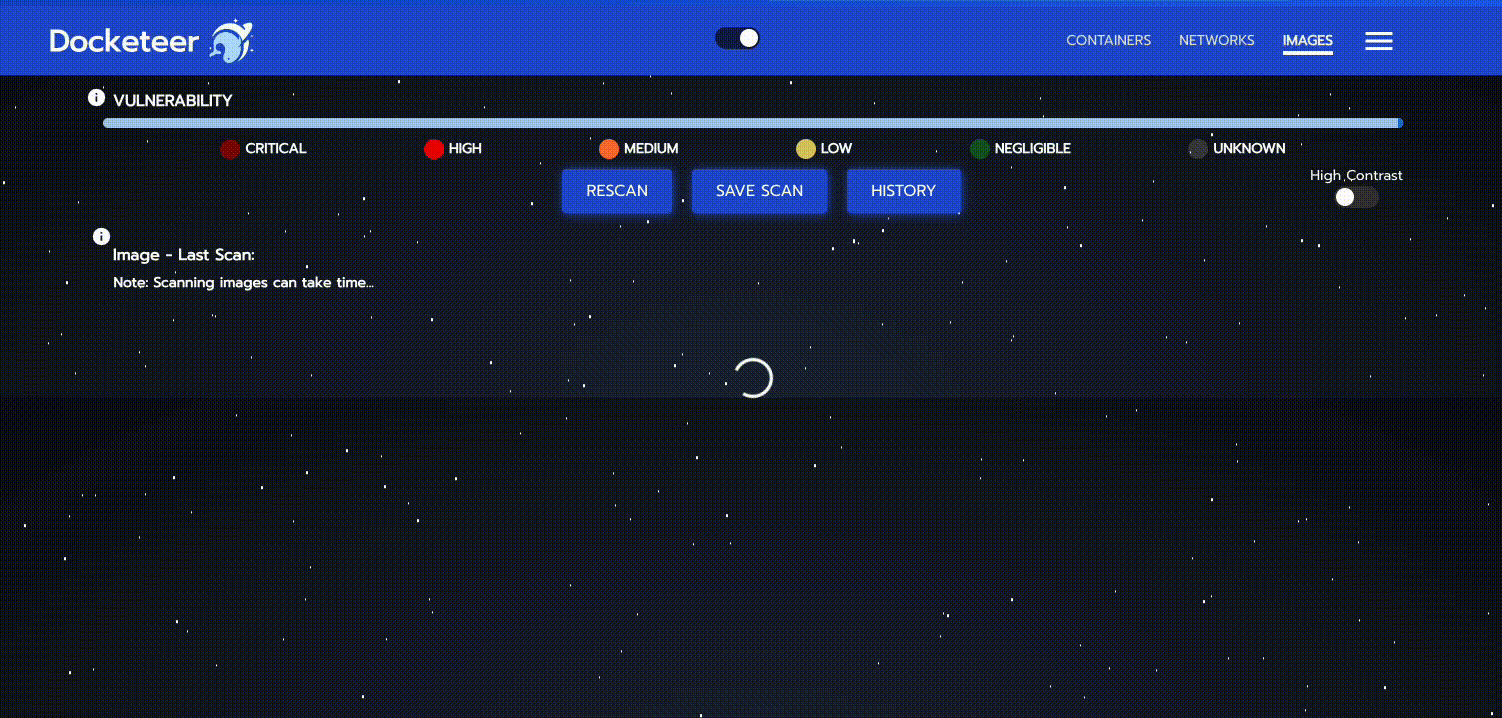 Docketeer
CONTAINERS NETWORKS IMAGES
VULNERABILITY
CRITICAL HIGH MEDIUM LOW NEGLIGIBLE UNKNOWN
RESCAN SAVE SCAN HISTORY
High Contrast
Image - Last Scan:
Note: Scanning images can take time...